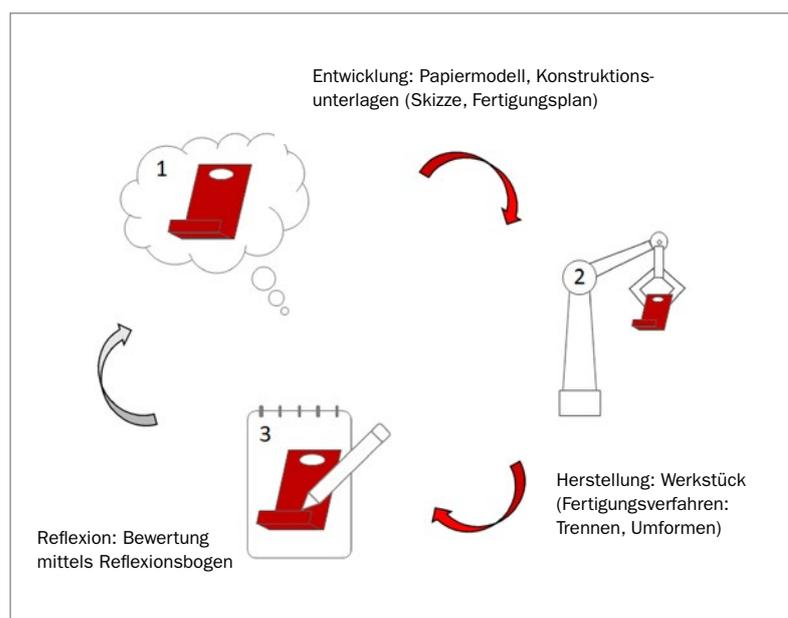 Entwicklung: Papiermodell, Konstruktions-
unterlagen (Skizze, Fertigungsplan)
1
2
3
Herstellung: Werkstück
(Fertigungsverfahren:
Trennen, Umformen)
Reflexion: Bewertung
mittels Reflexionsbogen